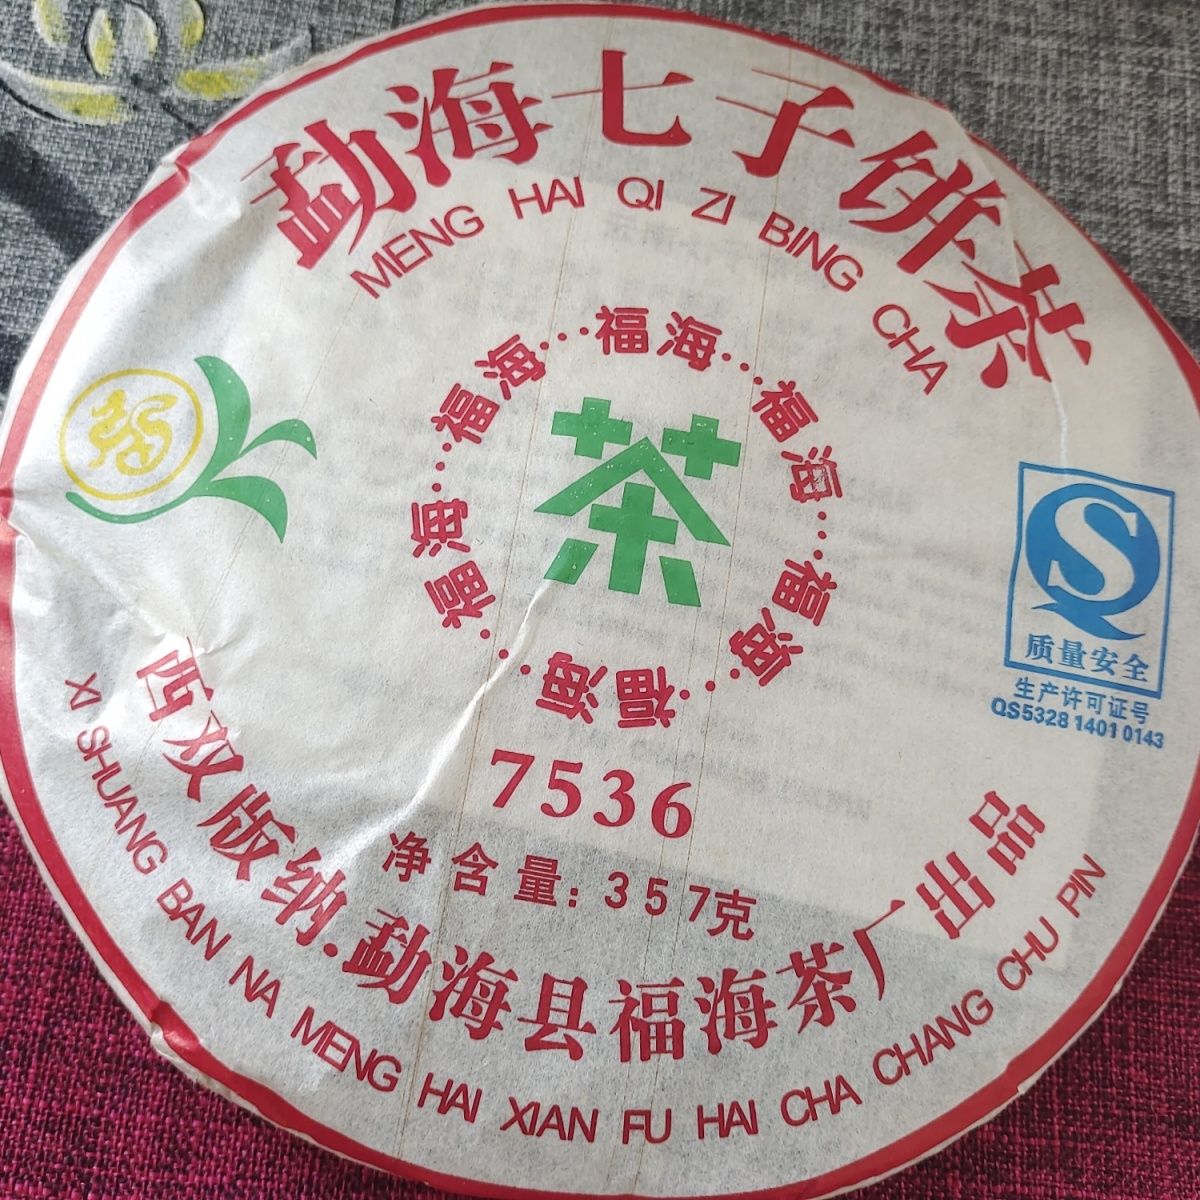 勐海七子饼茶
MENG HAI QI ZI BING CHA
福海…福海…福海…福海…福海…福海…
茶
福
S
质量安全
生产许可证号
QS5328 1401 0143
7536
净含量:357克
西双版纳.勐海县福海茶厂出品
XI SHUANG BAN NA MENG HAI XIAN FU HAI CHA CHANG CHU PIN